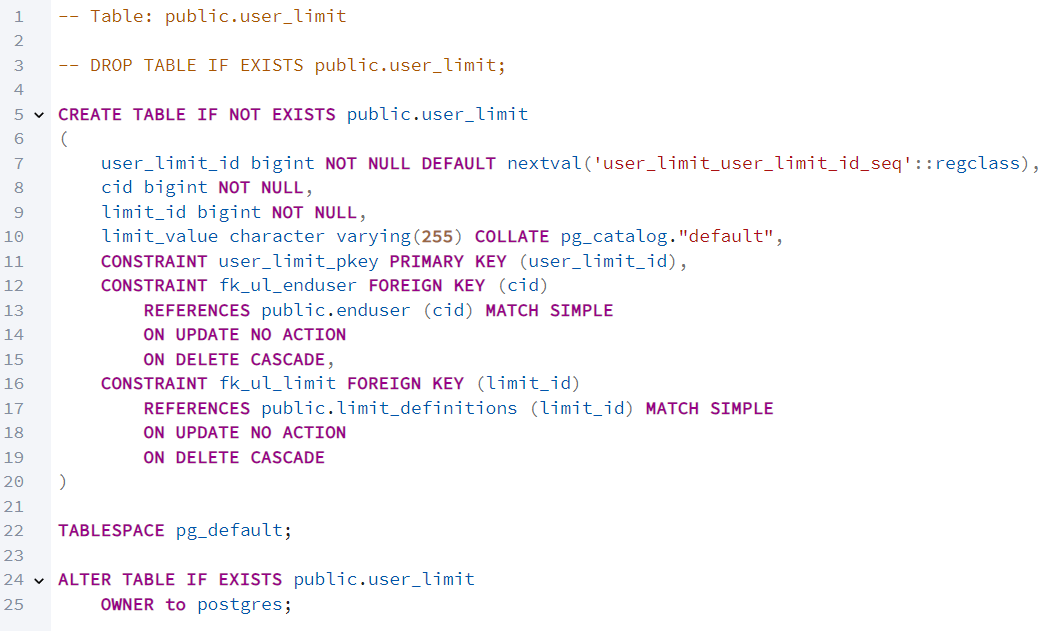 1 -- Table: public.user_limit
2
3 -- DROP TABLE IF EXISTS public.user_limit;
4
5 CREATE TABLE IF NOT EXISTS public.user_limit
6 (
7     user_limit_id bigint NOT NULL DEFAULT nextval('user_limit_user_limit_id_seq'::regclass),
8     cid bigint NOT NULL,
9     limit_id bigint NOT NULL,
10     limit_value character varying(255) COLLATE pg_catalog."default",
11     CONSTRAINT user_limit_pkey PRIMARY KEY (user_limit_id),
12     CONSTRAINT fk_ul_enduser FOREIGN KEY (cid)
13         REFERENCES public.enduser (cid) MATCH SIMPLE
14         ON UPDATE NO ACTION
15         ON DELETE CASCADE,
16     CONSTRAINT fk_ul_limit FOREIGN KEY (limit_id)
17         REFERENCES public.limit_definitions (limit_id) MATCH SIMPLE
18         ON UPDATE NO ACTION
19         ON DELETE CASCADE
20 )
21
22 TABLESPACE pg_default;
23
24 ALTER TABLE IF EXISTS public.user_limit
25     OWNER to postgres;